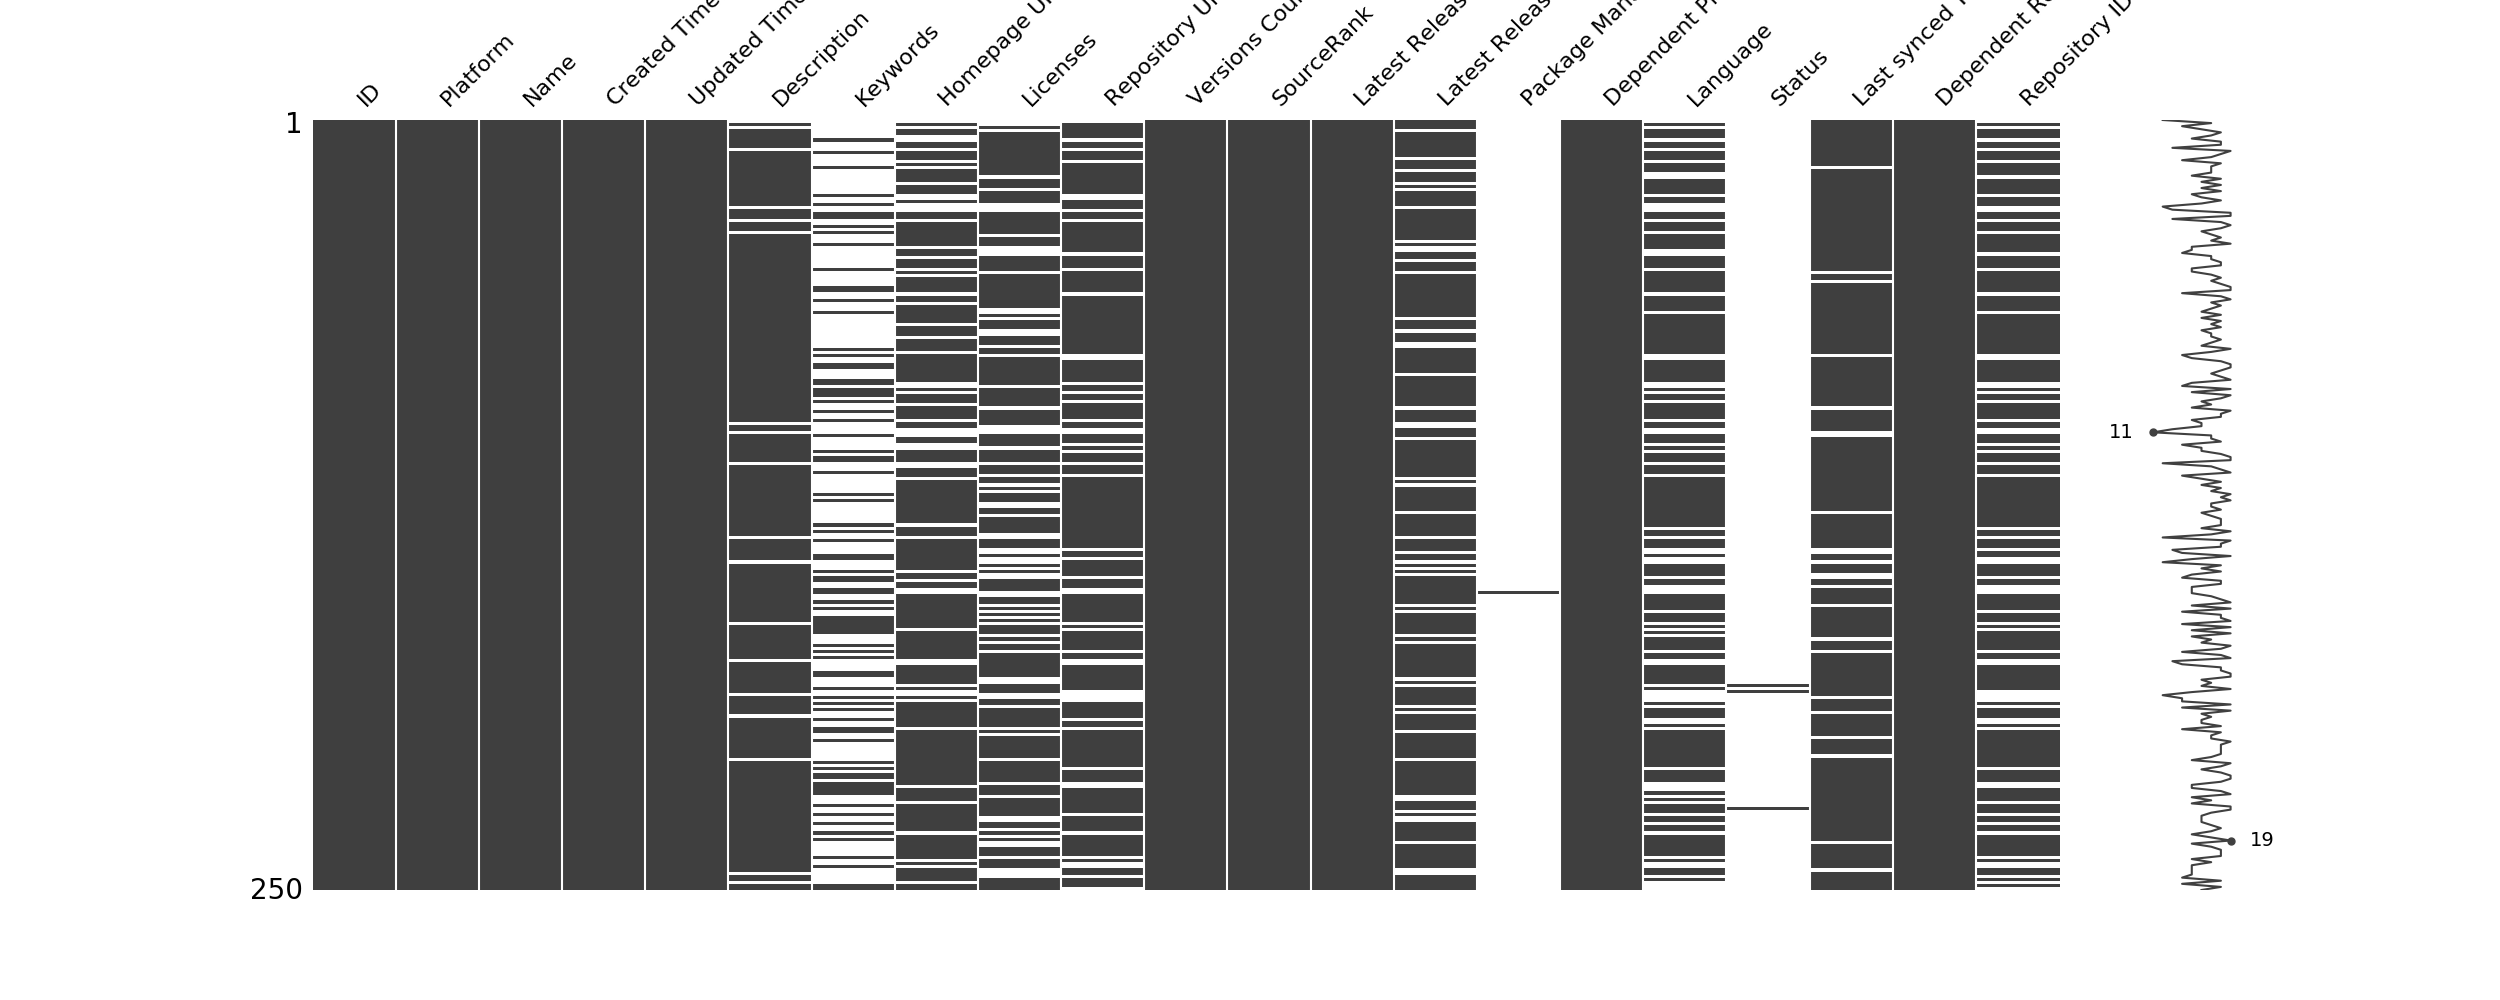 ID
Platform
Name
Created Time
Updated Time
Description
Keywords
Homepage
Licenses
Repository
Versions
SourceRank
Latest
Latest
Package
Dependent
Language
Status
Last synced
Dependent
Repository ID
1
11
19
250